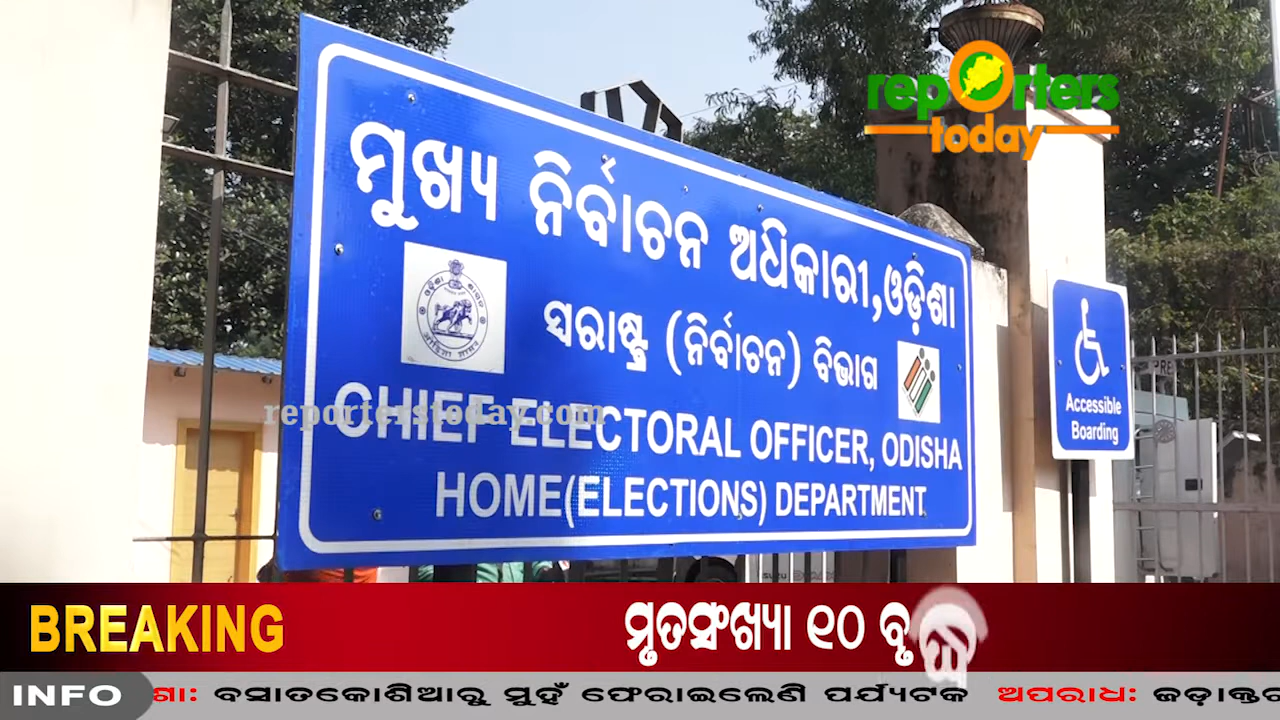 reporters
today
ମୁଖ୍ୟ ନିର୍ବାଚନ ଅଧିକାରୀ,ଓଡ଼ିଶା
ସ୍ୱରାଷ୍ଟ୍ର (ନିର୍ବାଚନ) ବିଭାଗ
CHIEF ELECTORAL OFFICER, ODISHA
HOME(ELECTIONS) DEPARTMENT
reporterstoday.com
Accessible
Boarding
BREAKING ମୃତସଂଖ୍ୟା ୧୦
INFO ବସାତକୋଶିଆରୁ ମୁହଁ ଫେରାଇଲେଣି ପର୍ଯ୍ୟଟକ ଅପରାଧ: